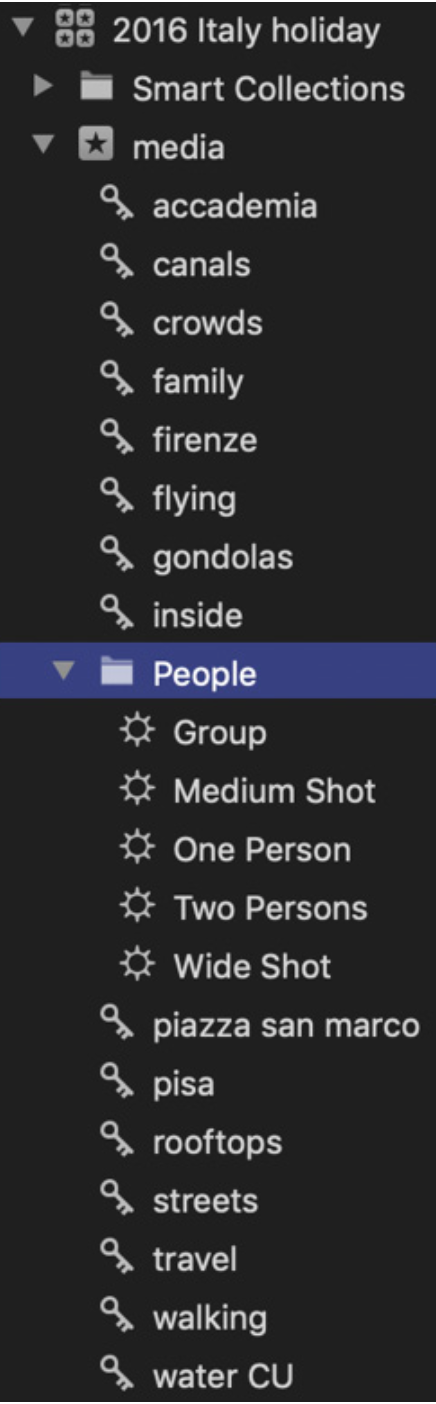 2016 Italy holiday
Smart Collections
media
accademia
canals
crowds
family
firenze
flying
gondolas
inside
People
Group
Medium Shot
One Person
Two Persons
Wide Shot
piazza san marco
pisa
rooftops
streets
travel
walking
water CU